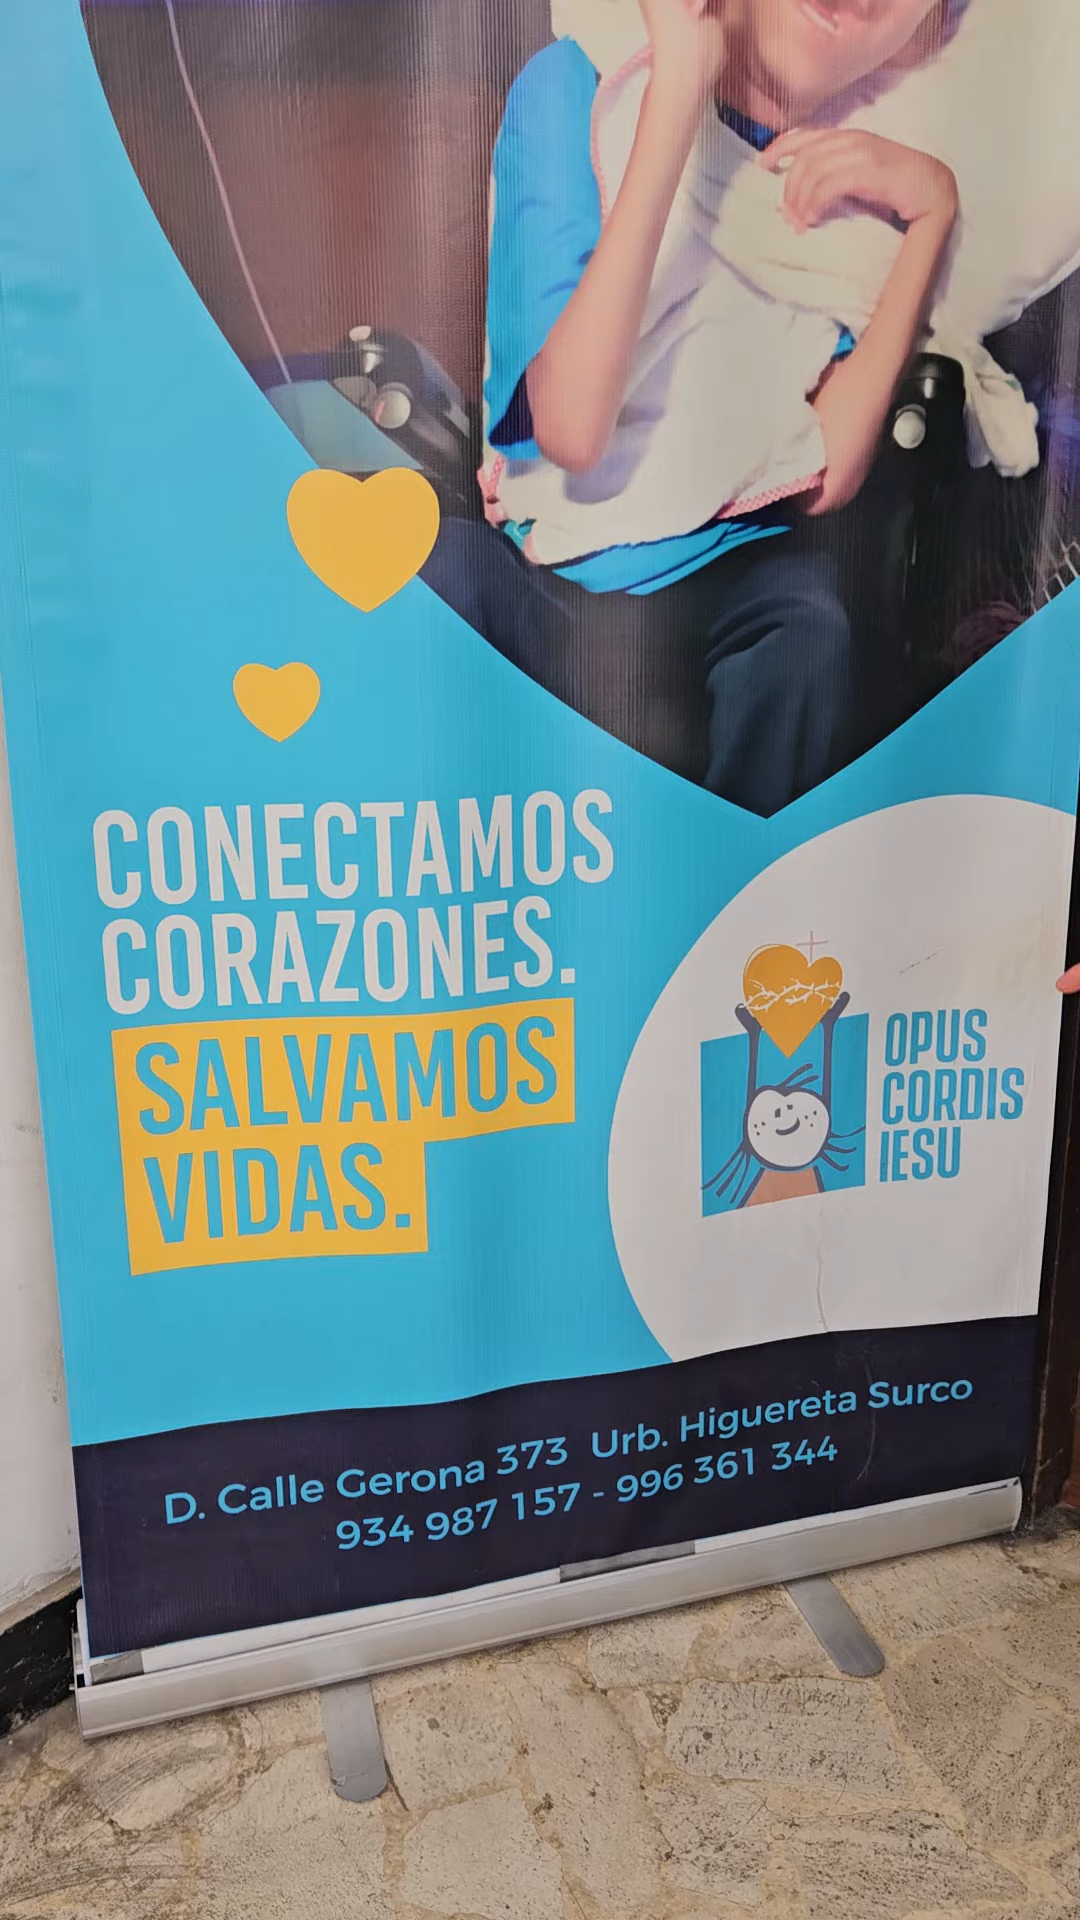 CONECTAMOS
CORAZONES.
SALVAMOS
VIDAS.
OPUS
CORDIS
IESU
D. Calle Gerona 373 Urb. Higuereta Surco
934 987 157 - 996 361 344